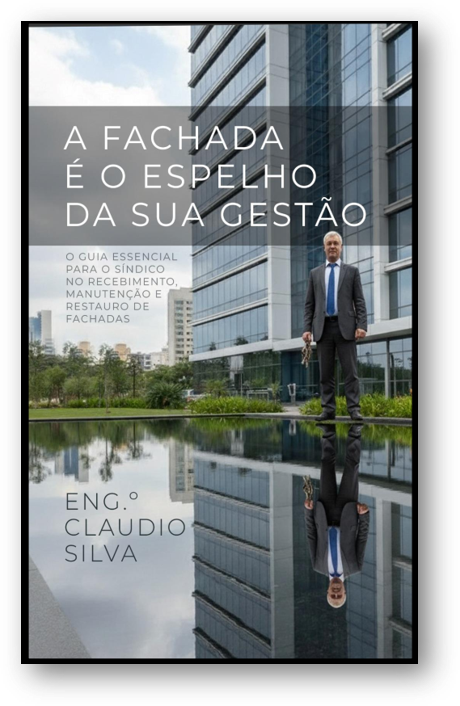 A FACHADA
É O ESPELHO
DA SUA GESTÃO
O GUIA ESSENCIAL
PARA O SÍNDICO
NO RECEBIMENTO,
MANUTENÇÃO E
RESTAURO DE
FACHADAS
ENG.º
CLAUDIO
SILVA